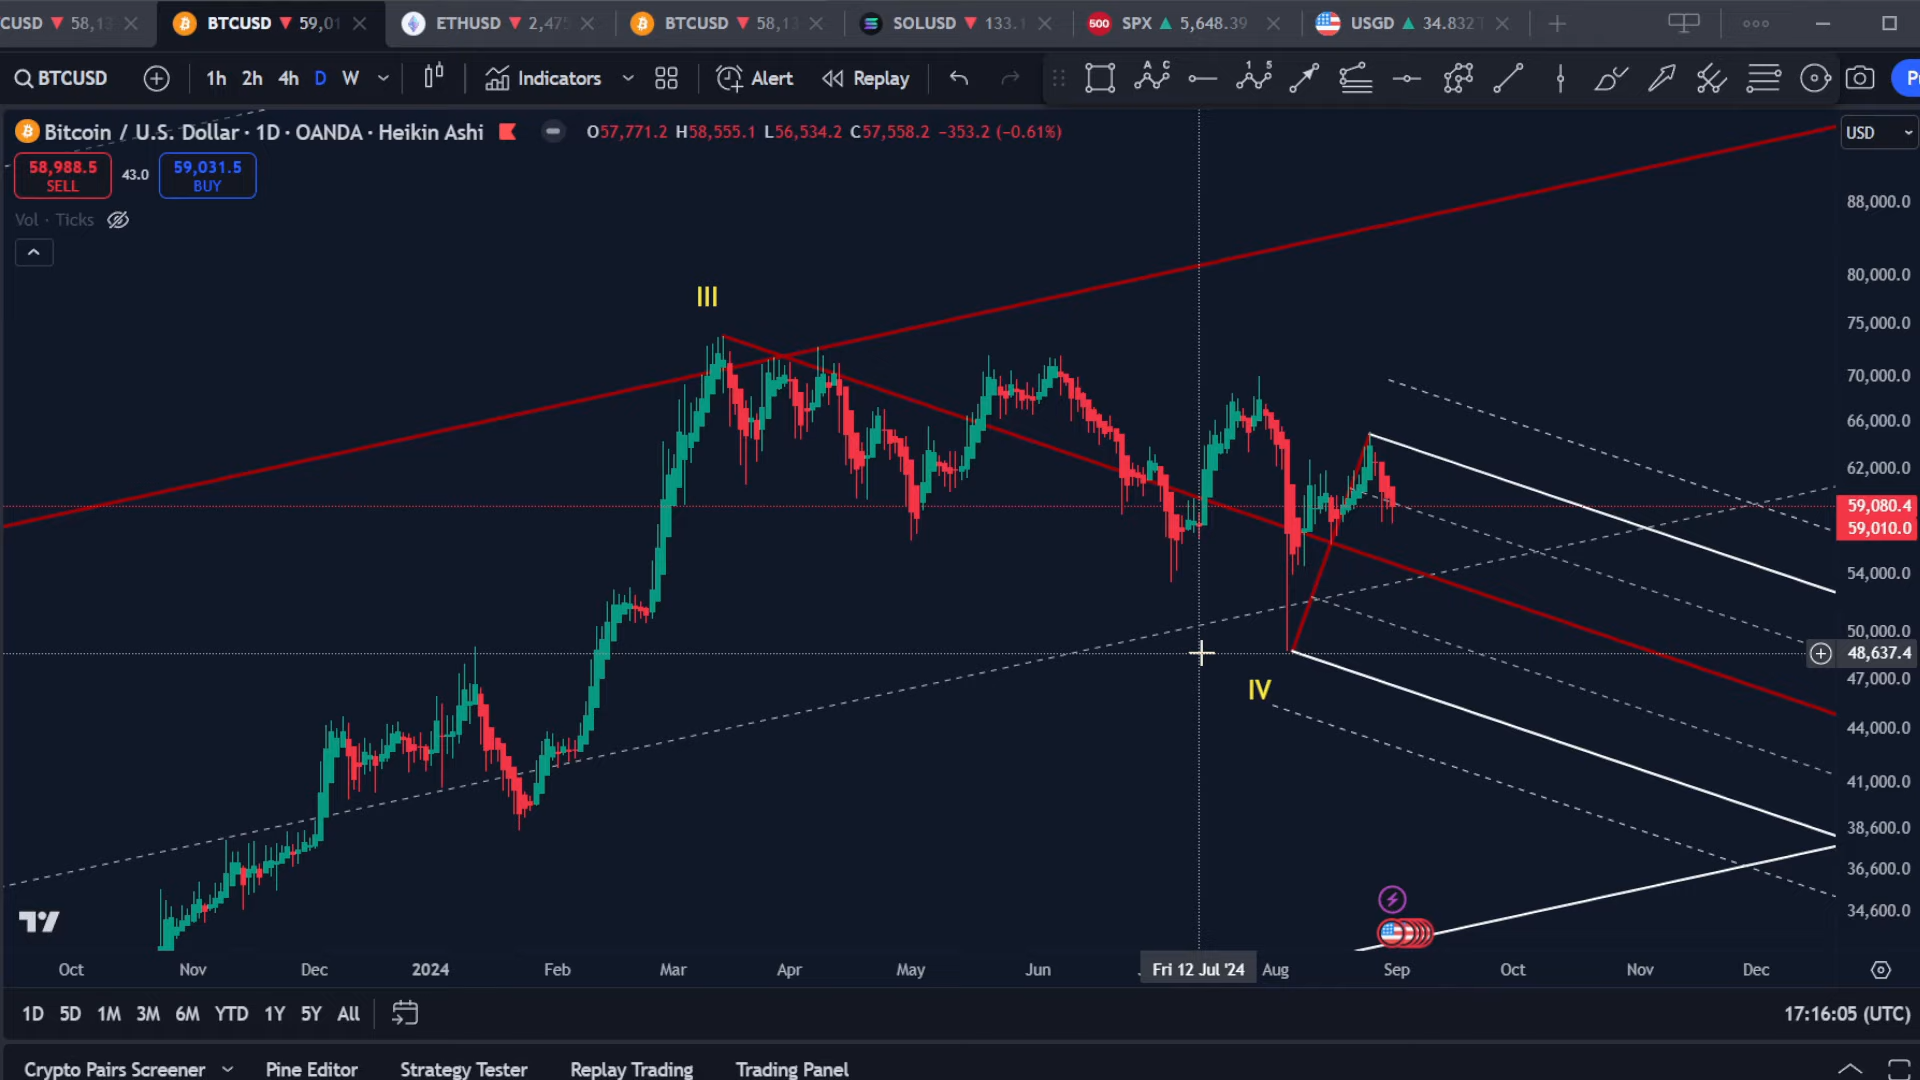 CUSD 58,13
BTCUSD 59,01
ETHUSD 2,475
BTCUSD 58,13
SOLUSD 133.1
500 SPX 5,648.39
USGD 34.832
BTCUSD 1h 2h 4h D W Indicators Alert Replay
Bitcoin / U.S. Dollar · 1D · OANDA · Heikin Ashi O57,771.2 H58,555.1 L56,534.2 C57,558.2 −353.2 (−0.61%)
USD
58,988.5
SELL
43.0
59,031.5
BUY
Vol · Ticks
III
IV
88,000.0
80,000.0
75,000.0
70,000.0
66,000.0
62,000.0
59,080.4
59,010.0
54,000.0
50,000.0
48,637.4
47,000.0
44,000.0
41,000.0
38,600.0
36,600.0
34,600.0
Oct Nov Dec 2024 Feb Mar Apr May Jun Fri 12 Jul '24 Aug Sep Oct Nov Dec
1D 5D 1M 3M 6M YTD 1Y 5Y All
17:16:05 (UTC)
Crypto Pairs Screener Pine Editor Strategy Tester Replay Trading Trading Panel